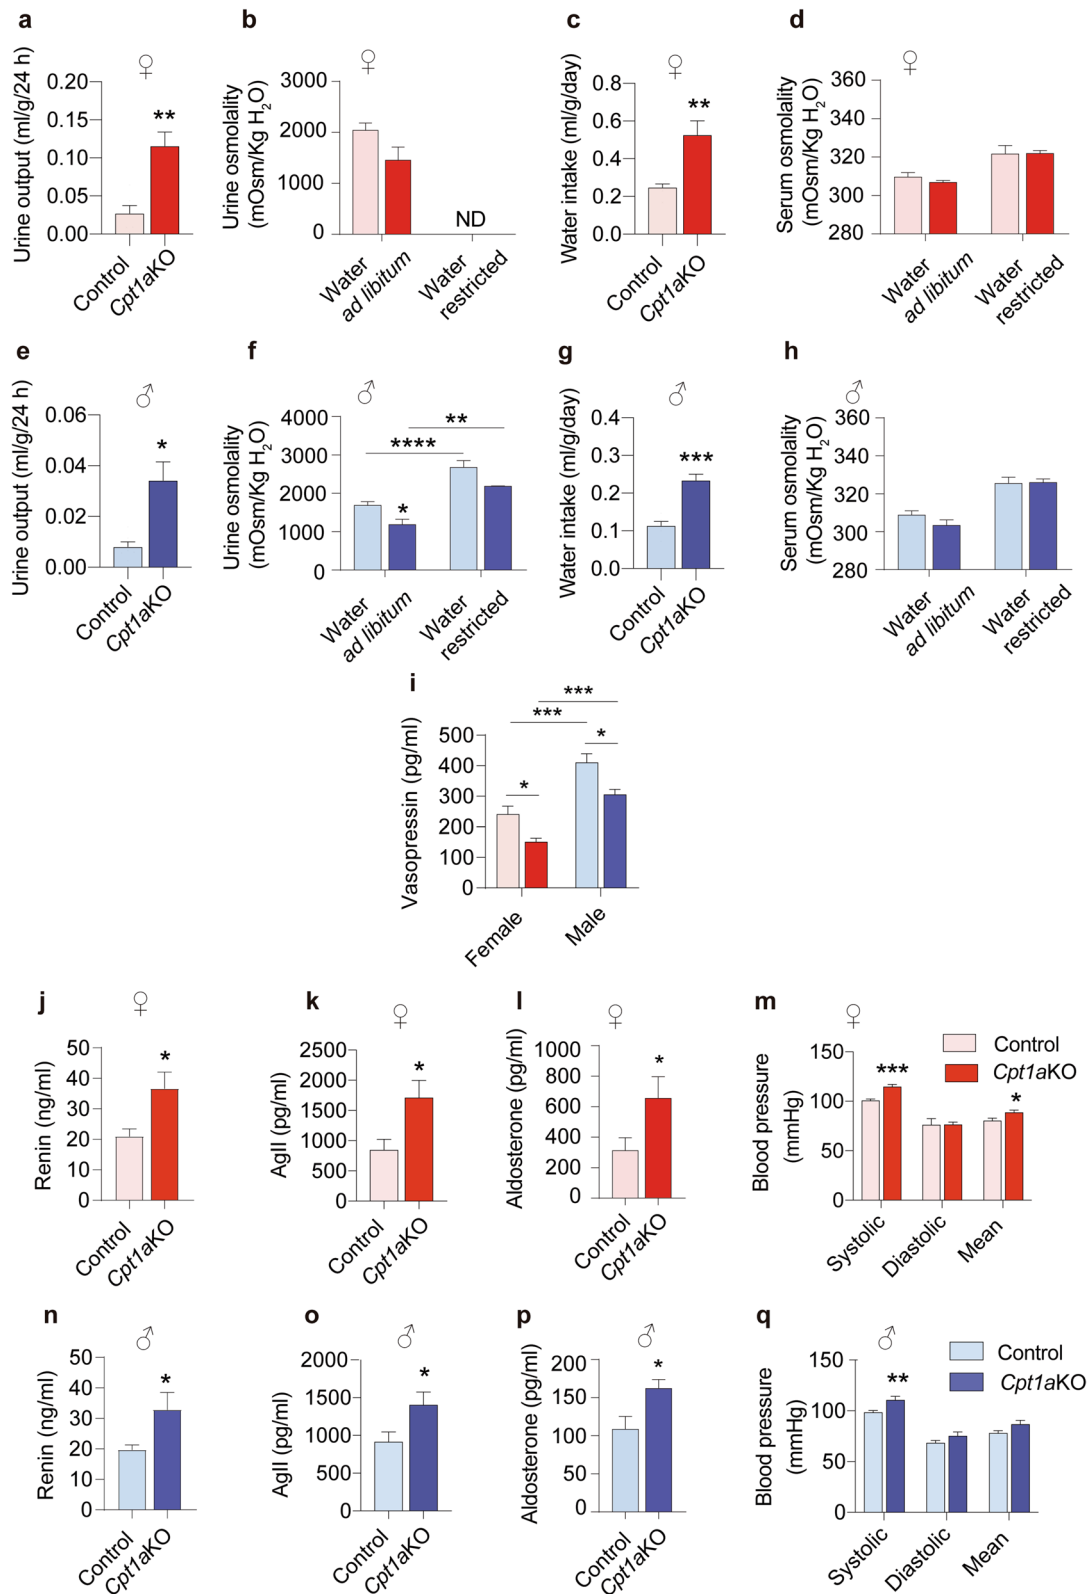 a
♀
Urine output (ml/g/24 h)
0.20
0.15
0.10
0.05
0.00
**
Control
Cpt1aKO
b
♀
Urine osmolality
(mOsm/Kg H₂O)
3000
2000
1000
0
ND
Water
ad libitum
Water
restricted
c
♀
Water intake (ml/g/day)
0.8
0.6
0.4
0.2
0.0
**
Control
Cpt1aKO
d
♀
Serum osmolality
(mOsm/Kg H₂O)
360
340
320
300
280
Water
ad libitum
Water
restricted
e
♂
Urine output (ml/g/24 h)
0.06
0.04
0.02
0.00
*
Control
Cpt1aKO
f
♂
Urine osmolality
(mOsm/Kg H₂O)
4000
3000
2000
1000
0
**
****
*
Water
ad libitum
Water
restricted
g
♂
Water intake (ml/g/day)
0.4
0.3
0.2
0.1
0.0
***
Control
Cpt1aKO
h
♂
Serum osmolality
(mOsm/Kg H₂O)
360
340
320
300
280
Water
ad libitum
Water
restricted
i
Vasopressin (pg/ml)
500
400
300
200
100
0
***
***
*
*
Female
Male
j
♀
Renin (ng/ml)
50
40
30
20
10
0
*
Control
Cpt1aKO
k
♀
AgII (pg/ml)
2500
2000
1500
1000
500
0
*
Control
Cpt1aKO
l
♀
Aldosterone (pg/ml)
1000
800
600
400
200
0
*
Control
Cpt1aKO
m
♀
Control
Cpt1aKO
Blood pressure
(mmHg)
150
100
50
0
***
*
Systolic
Diastolic
Mean
n
♂
Renin (ng/ml)
50
40
30
20
10
0
*
Control
Cpt1aKO
o
♂
AgII (pg/ml)
2000
1500
1000
500
0
*
Control
Cpt1aKO
p
♂
Aldosterone (pg/ml)
200
150
100
50
0
*
Control
Cpt1aKO
q
♂
Control
Cpt1aKO
Blood pressure
(mmHg)
150
100
50
0
**
Systolic
Diastolic
Mean